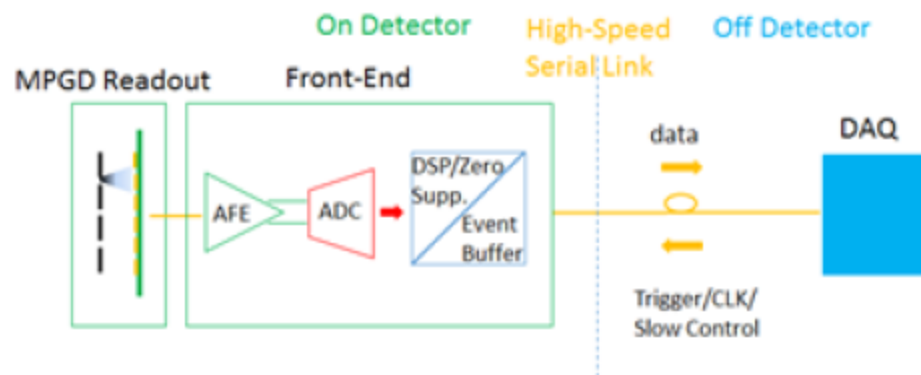 On Detector
High-Speed
Serial Link
Off Detector
MPGD Readout
Front-End
data
DAQ
AFE
ADC
DSP/Zero
Supp.
Event
Buffer
Trigger/CLK/
Slow Control